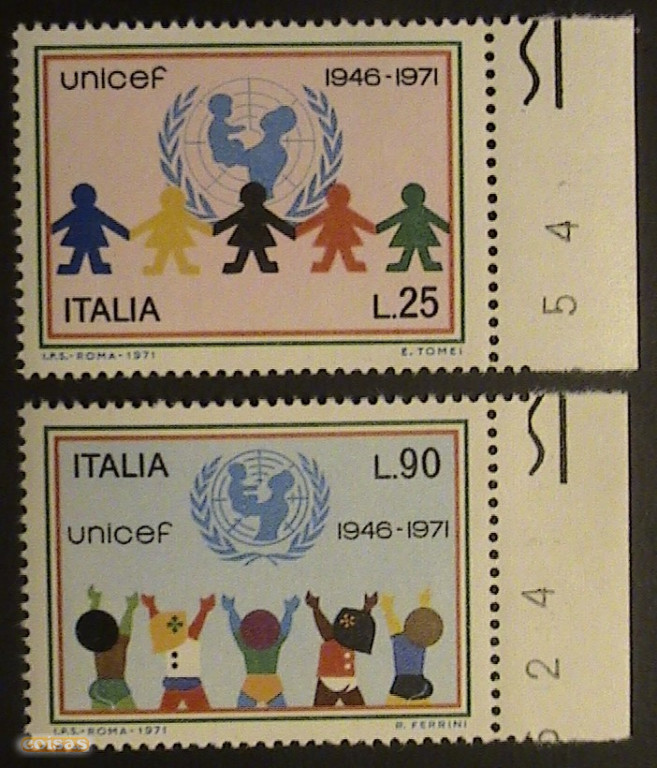 unicef 1946-1971
ITALIA L.25
I.P.S.-ROMA-1971 E. TOMEI
5 4
ITALIA L.90
unicef 1946-1971
I.P.S.-ROMA-1971 R. FERRINI
2 4
coisas